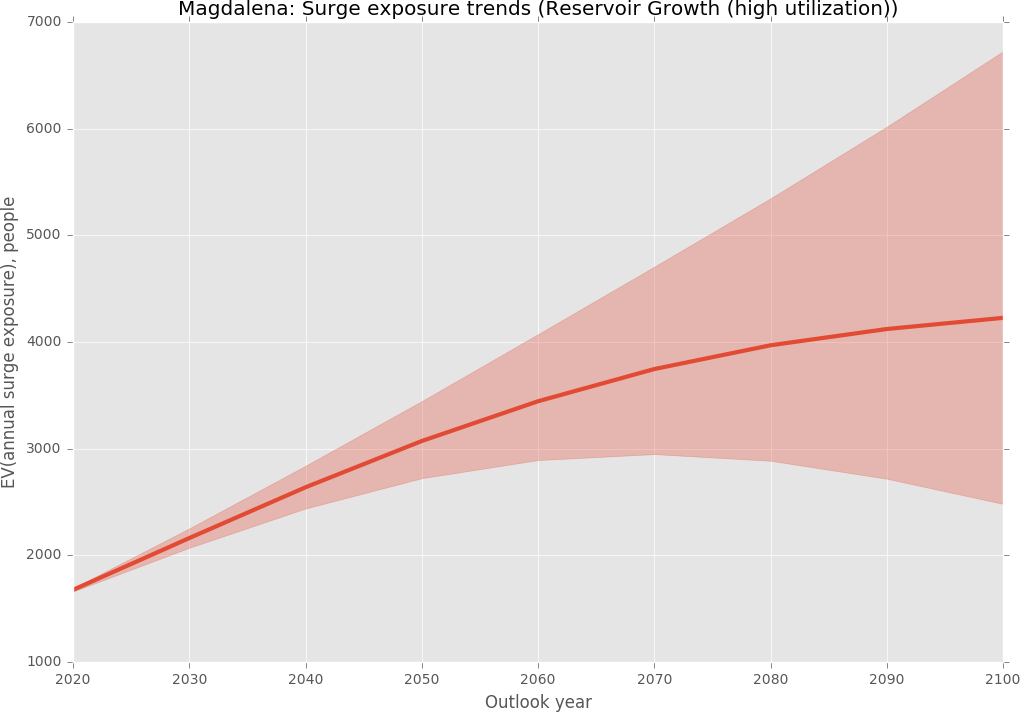 Magdalena: Surge exposure trends (Reservoir Growth (high utilization))
7000
6000
5000
4000
3000
2000
1000
EV(annual surge exposure), people
2020 2030 2040 2050 2060 2070 2080 2090 2100
Outlook year